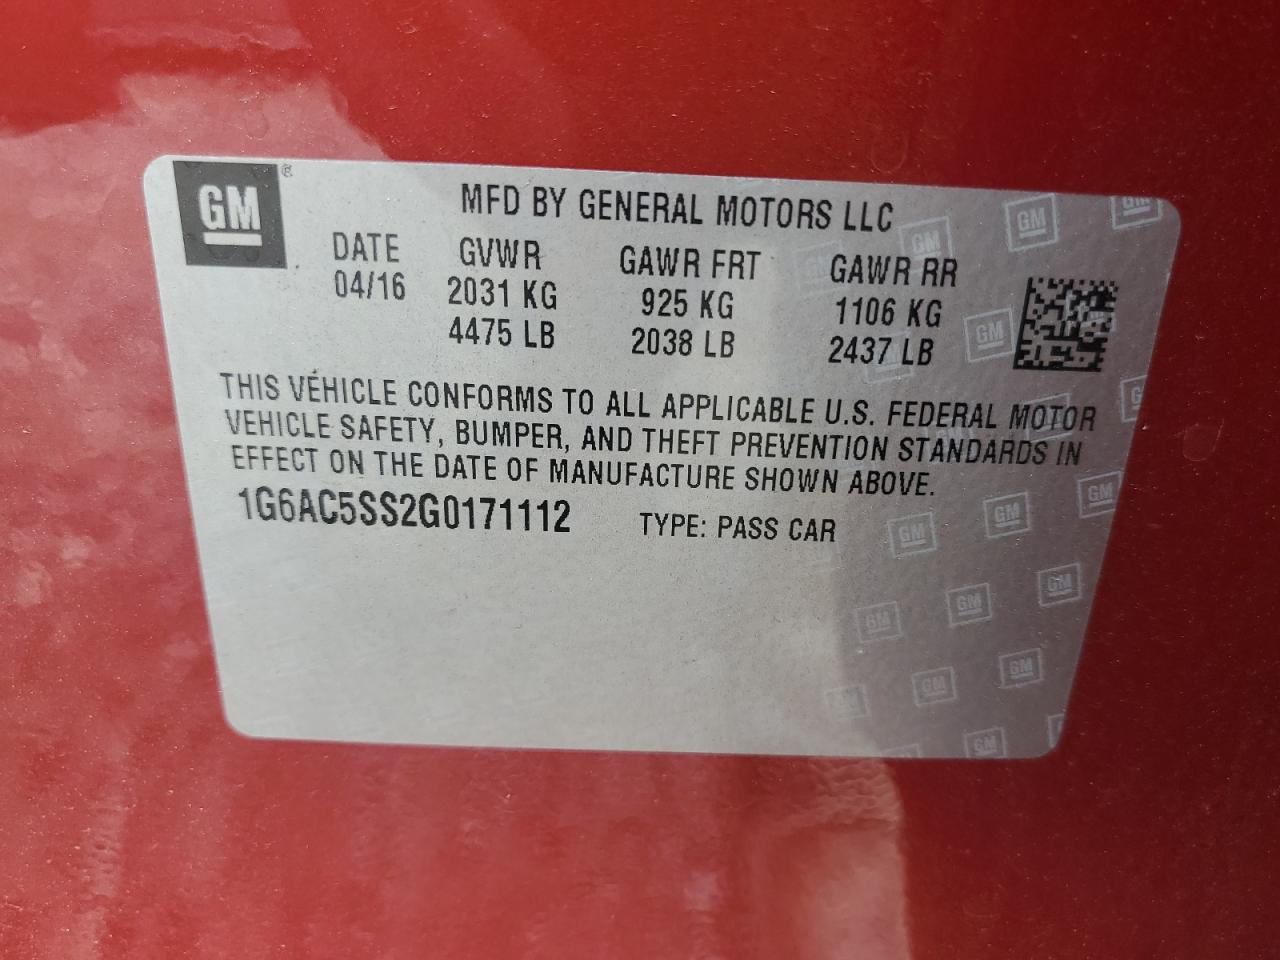 GM ®
MFD BY GENERAL MOTORS LLC
DATE GVWR GAWR FRT GAWR RR
04/16 2031 KG 925 KG 1106 KG
4475 LB 2038 LB 2437 LB
THIS VEHICLE CONFORMS TO ALL APPLICABLE U.S. FEDERAL MOTOR
VEHICLE SAFETY, BUMPER, AND THEFT PREVENTION STANDARDS IN
EFFECT ON THE DATE OF MANUFACTURE SHOWN ABOVE.
1G6AC5SS2G0171112 TYPE: PASS CAR